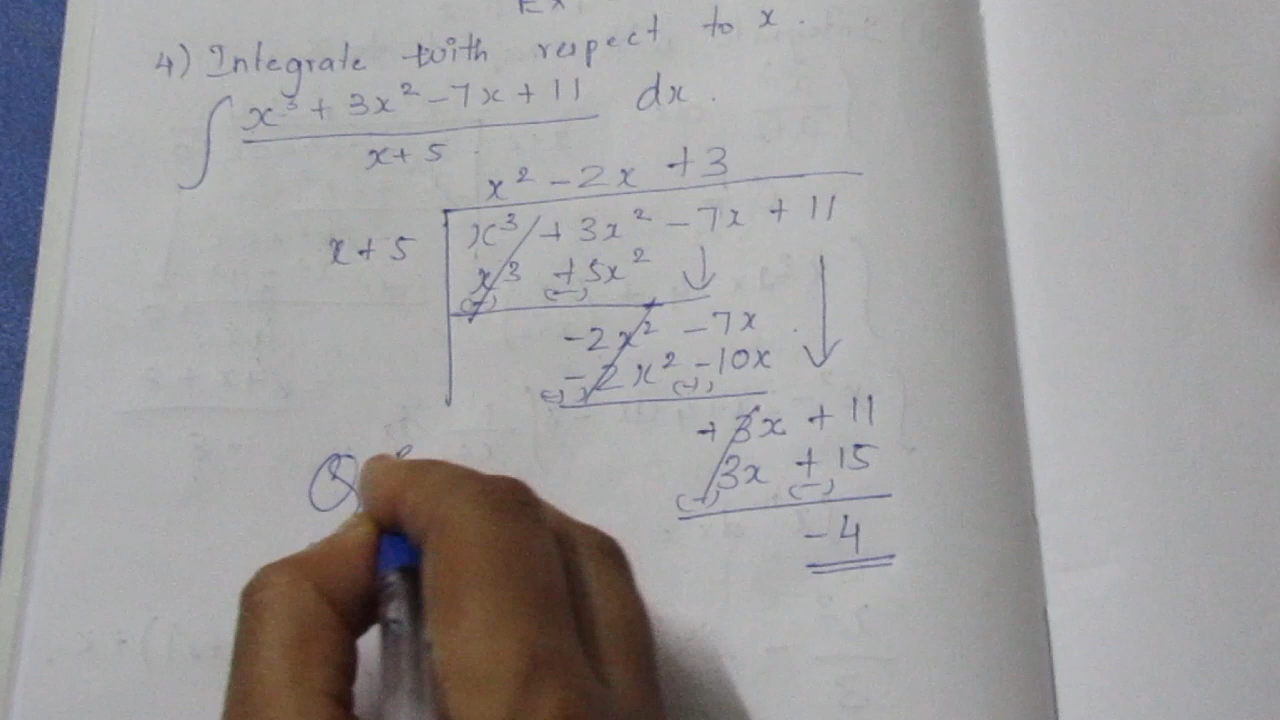 Ex
4) Integrate with respect to x.
∫ x³ + 3x² - 7x + 11 / x + 5 dx.
x² - 2x + 3
x + 5
x³ + 3x² - 7x + 11
x³ + 5x²
(-) (-)
-2x² - 7x
-2x² - 10x
(+) (+)
+ 3x + 11
3x + 15
(-) (-)
-4
Q